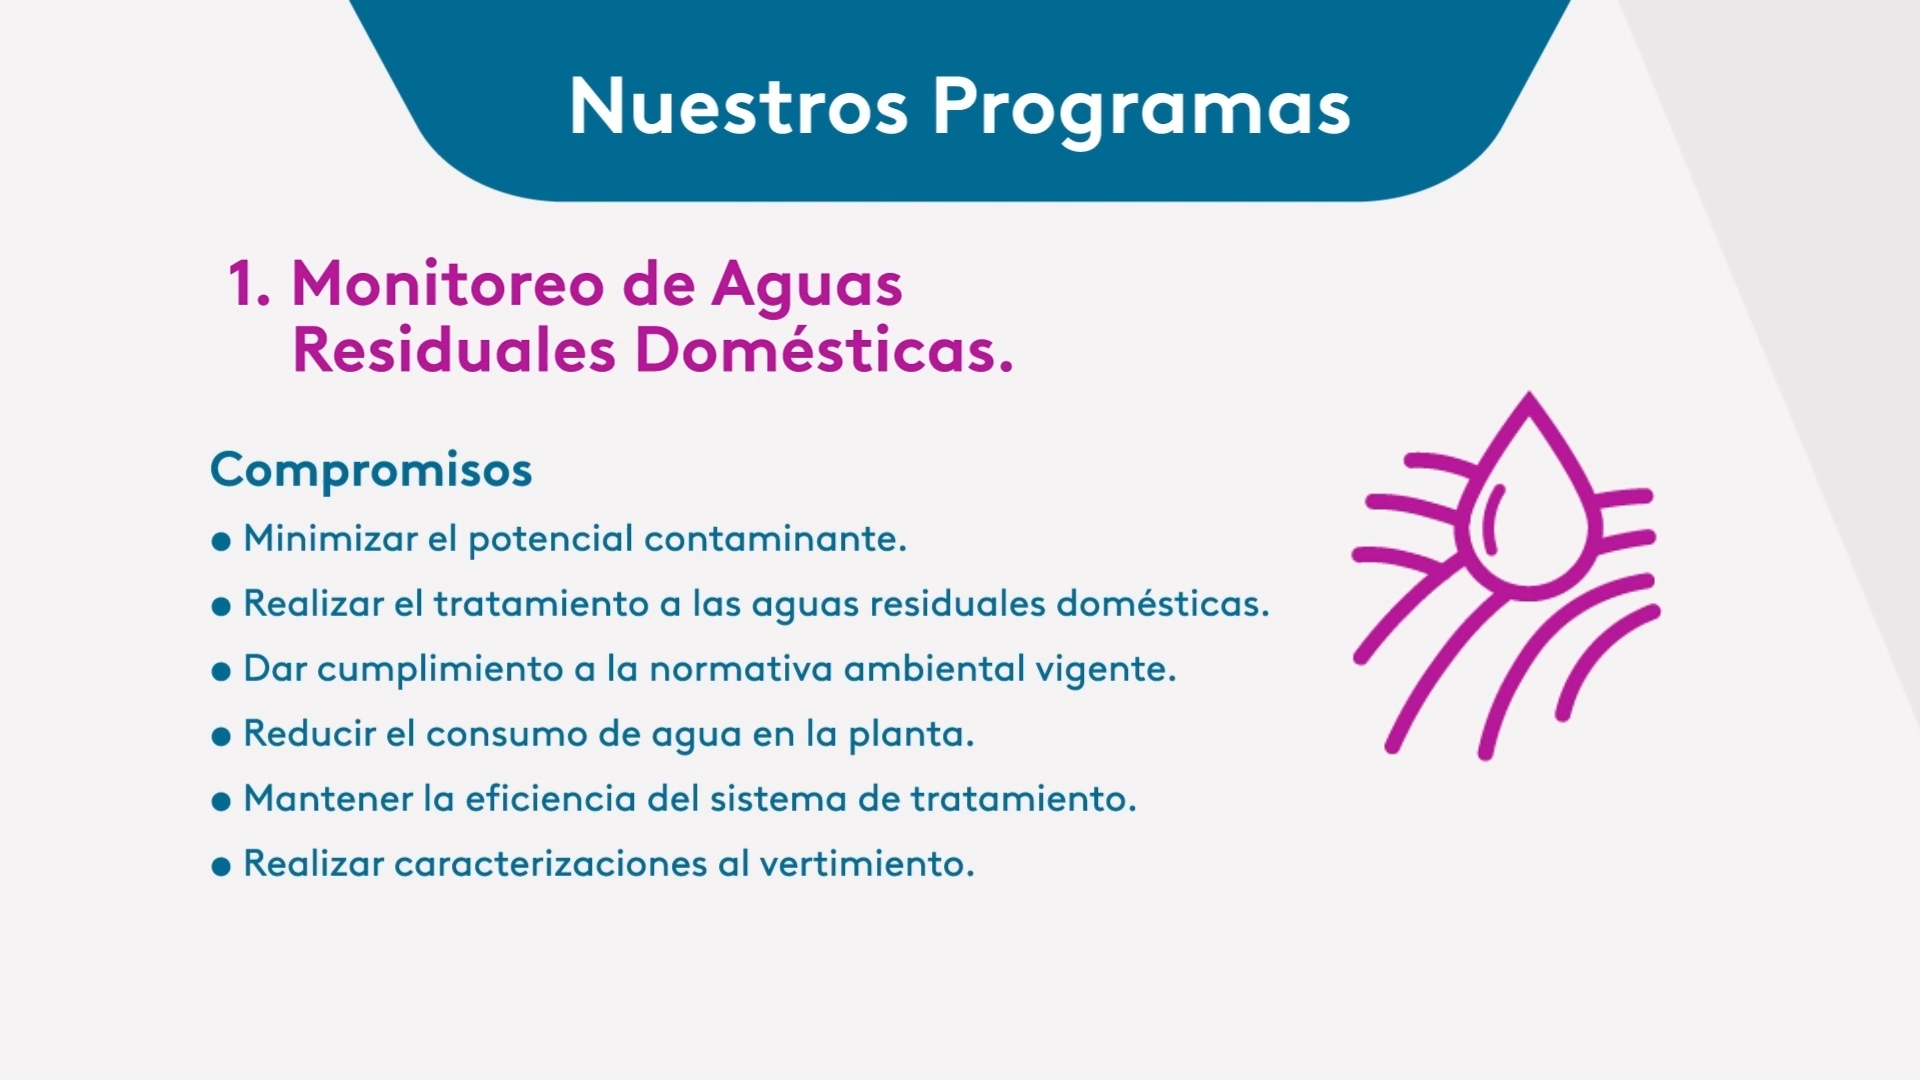 Nuestros Programas
1. Monitoreo de Aguas
Residuales Domésticas.
Compromisos
● Minimizar el potencial contaminante.
● Realizar el tratamiento a las aguas residuales domésticas.
● Dar cumplimiento a la normativa ambiental vigente.
● Reducir el consumo de agua en la planta.
● Mantener la eficiencia del sistema de tratamiento.
● Realizar caracterizaciones al vertimiento.